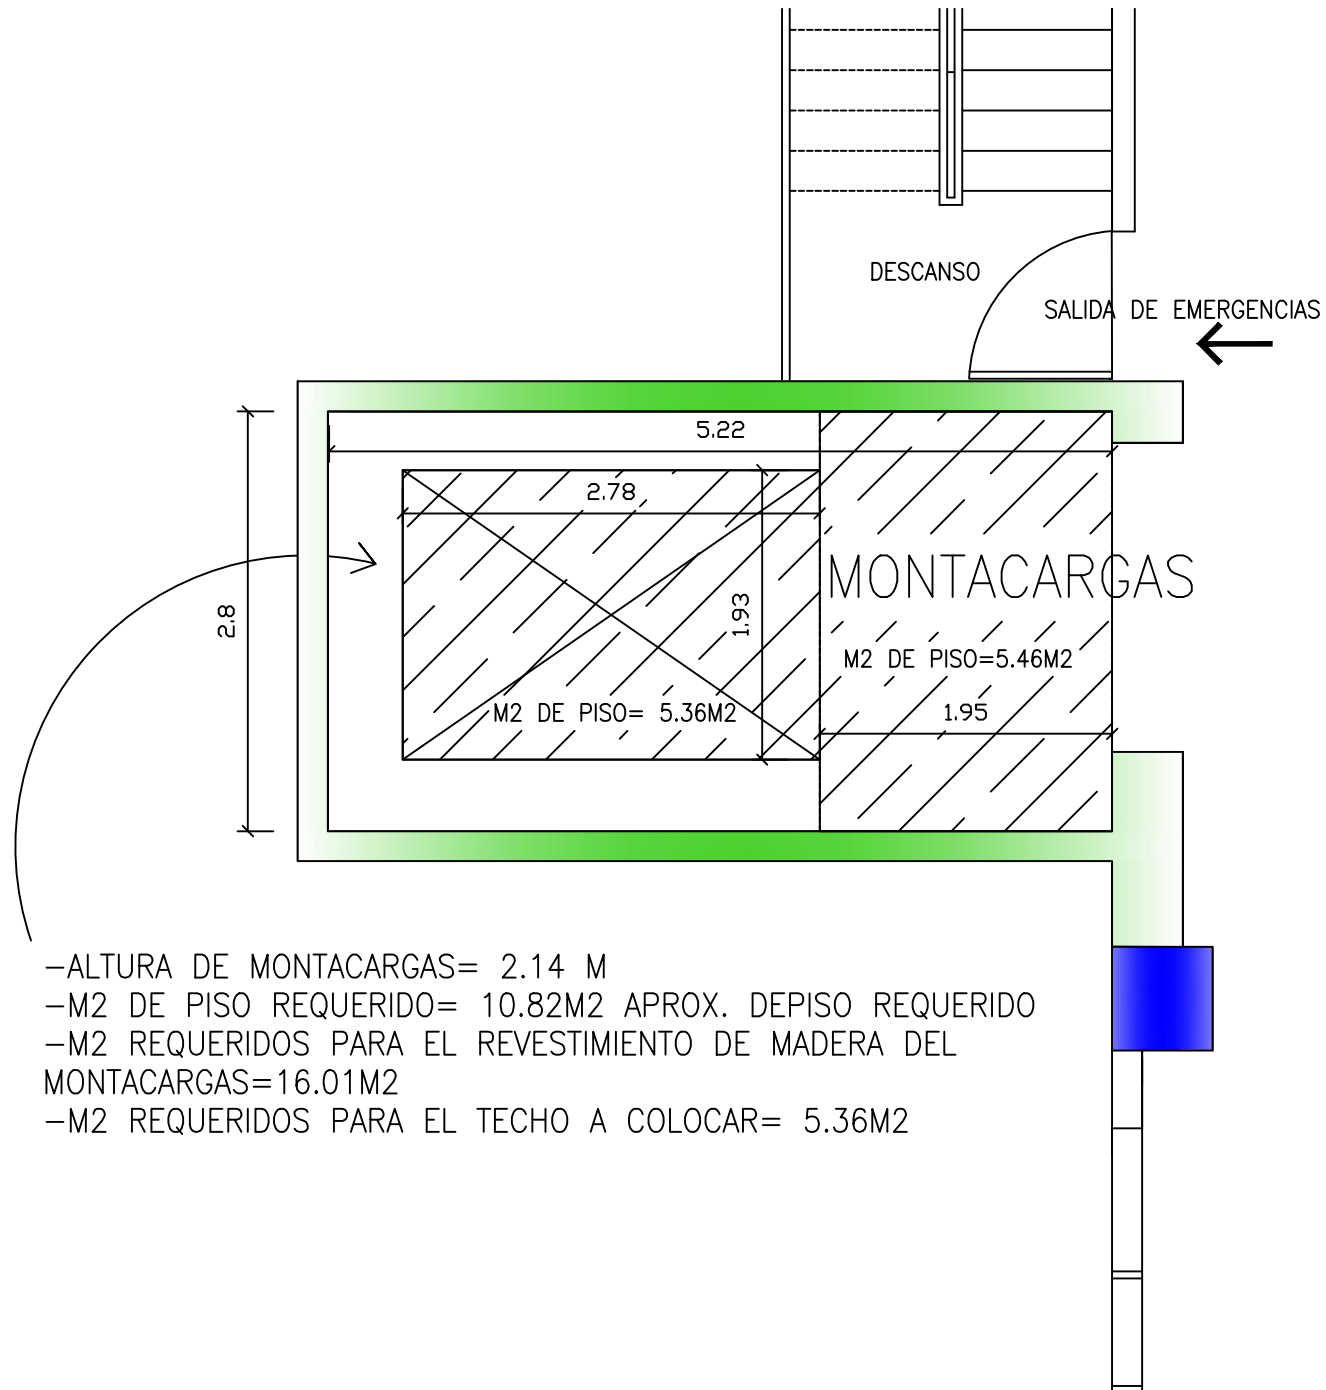 DESCANSO
SALIDA DE EMERGENCIAS
5.22
2.78
MONTACARGAS
1.93
2.8
M2 DE PISO=5.46M2
M2 DE PISO= 5.36M2
1.95
-ALTURA DE MONTACARGAS= 2.14 M
-M2 DE PISO REQUERIDO= 10.82M2 APROX. DEPISO REQUERIDO
-M2 REQUERIDOS PARA EL REVESTIMIENTO DE MADERA DEL
MONTACARGAS=16.01M2
-M2 REQUERIDOS PARA EL TECHO A COLOCAR= 5.36M2